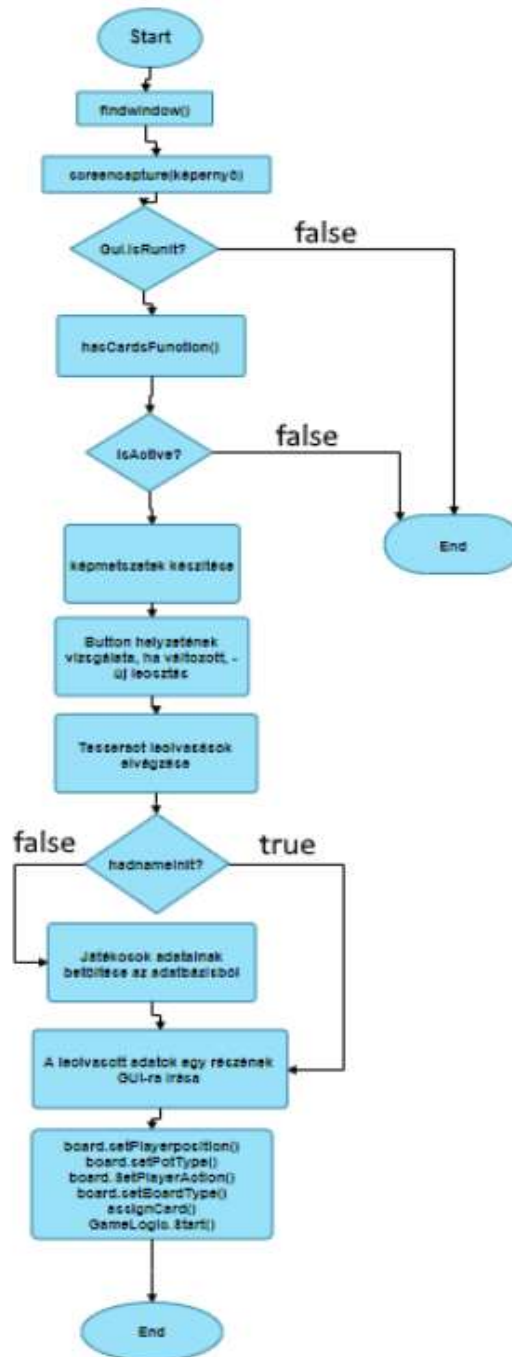 Start
findwindow()
screencapture(képernyő)
Gui.isRunit?
false
hasCardsFunction()
isActive?
false
End
képmetszetek készítése
Button helyzetének
vizsgálata, ha változott, -
új leosztás
Tesseract leolvasások
elvégzése
false
hadnameInit?
true
Játékosok adatainak
betöltése az adatbázisból
A leolvasott adatok egy részének
GUI-ra írása
board.setPlayerposition()
board.setPotType()
board.SetPlayerAction()
board.setBoardType()
assignCard()
GameLogic.Start()
End